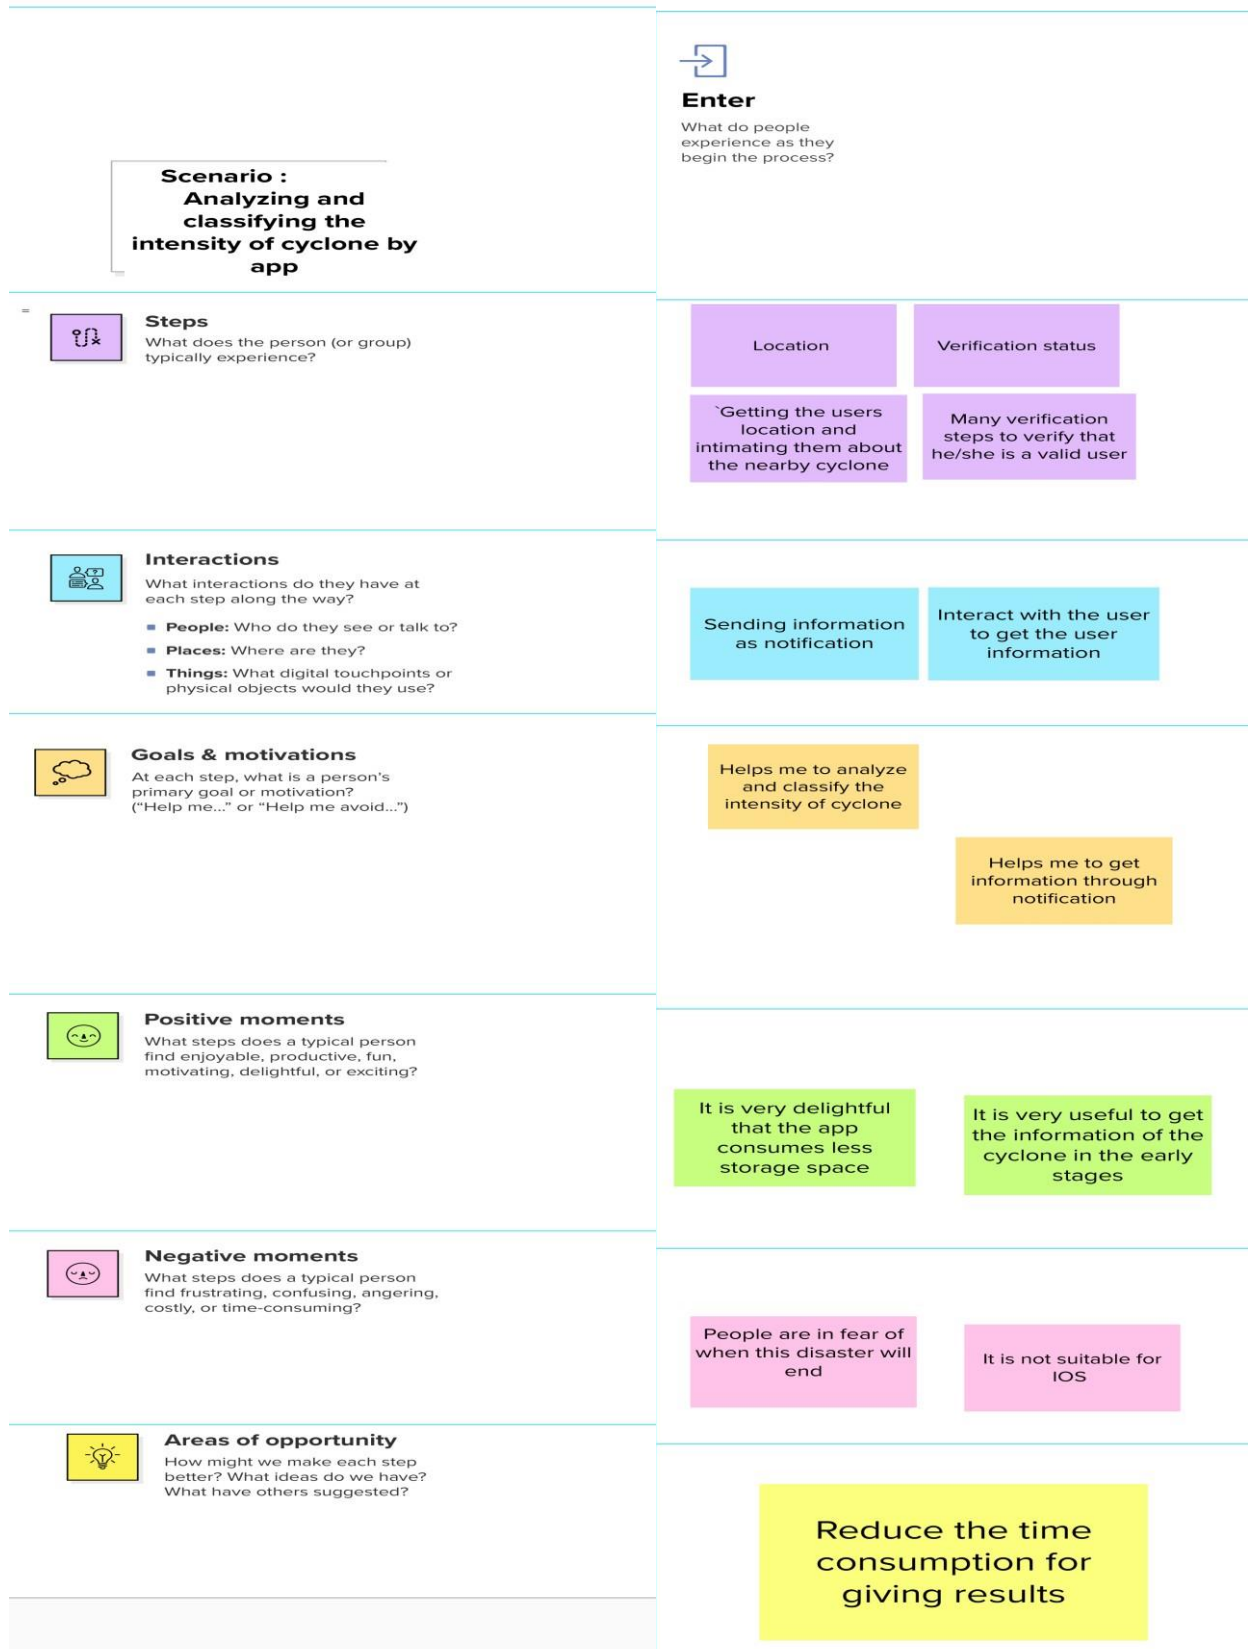 Scenario :
Analyzing and
classifying the
intensity of cyclone by
app
Enter
What do people
experience as they
begin the process?
=
Steps
What does the person (or group)
typically experience?
Location
Verification status
`Getting the users
location and
intimating them about
the nearby cyclone
Many verification
steps to verify that
he/she is a valid user
Interactions
What interactions do they have at
each step along the way?
People: Who do they see or talk to?
Places: Where are they?
Things: What digital touchpoints or
physical objects would they use?
Sending information
as notification
Interact with the user
to get the user
information
Goals & motivations
At each step, what is a person’s
primary goal or motivation?
(“Help me...” or “Help me avoid...”)
Helps me to analyze
and classify the
intensity of cyclone
Helps me to get
information through
notification
Positive moments
What steps does a typical person
find enjoyable, productive, fun,
motivating, delightful, or exciting?
It is very delightful
that the app
consumes less
storage space
It is very useful to get
the information of the
cyclone in the early
stages
Negative moments
What steps does a typical person
find frustrating, confusing, angering,
costly, or time-consuming?
People are in fear of
when this disaster will
end
It is not suitable for
IOS
Areas of opportunity
How might we make each step
better? What ideas do we have?
What have others suggested?
Reduce the time
consumption for
giving results